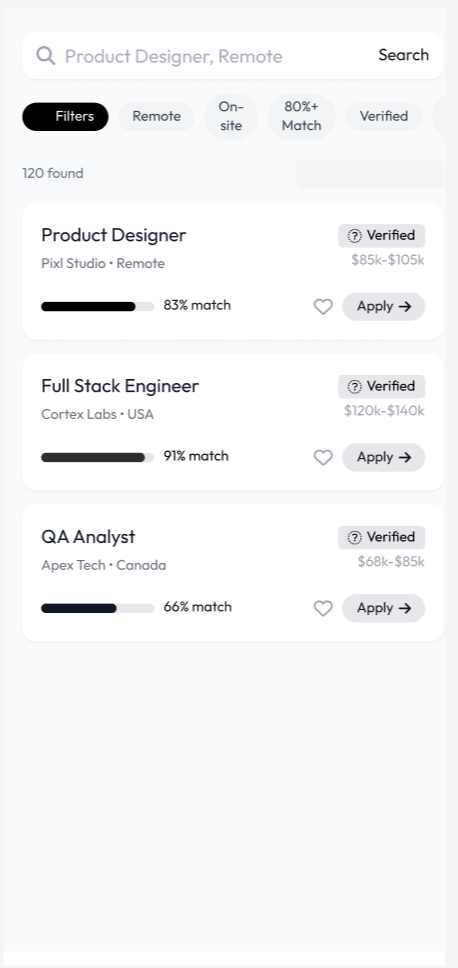 Product Designer, Remote Search
Filters Remote On-
site 80%+
Match Verified
120 found
Product Designer Verified
Pixl Studio • Remote $85k-$105k
83% match Apply →
Full Stack Engineer Verified
Cortex Labs • USA $120k-$140k
91% match Apply →
QA Analyst Verified
Apex Tech • Canada $68k-$85k
66% match Apply →